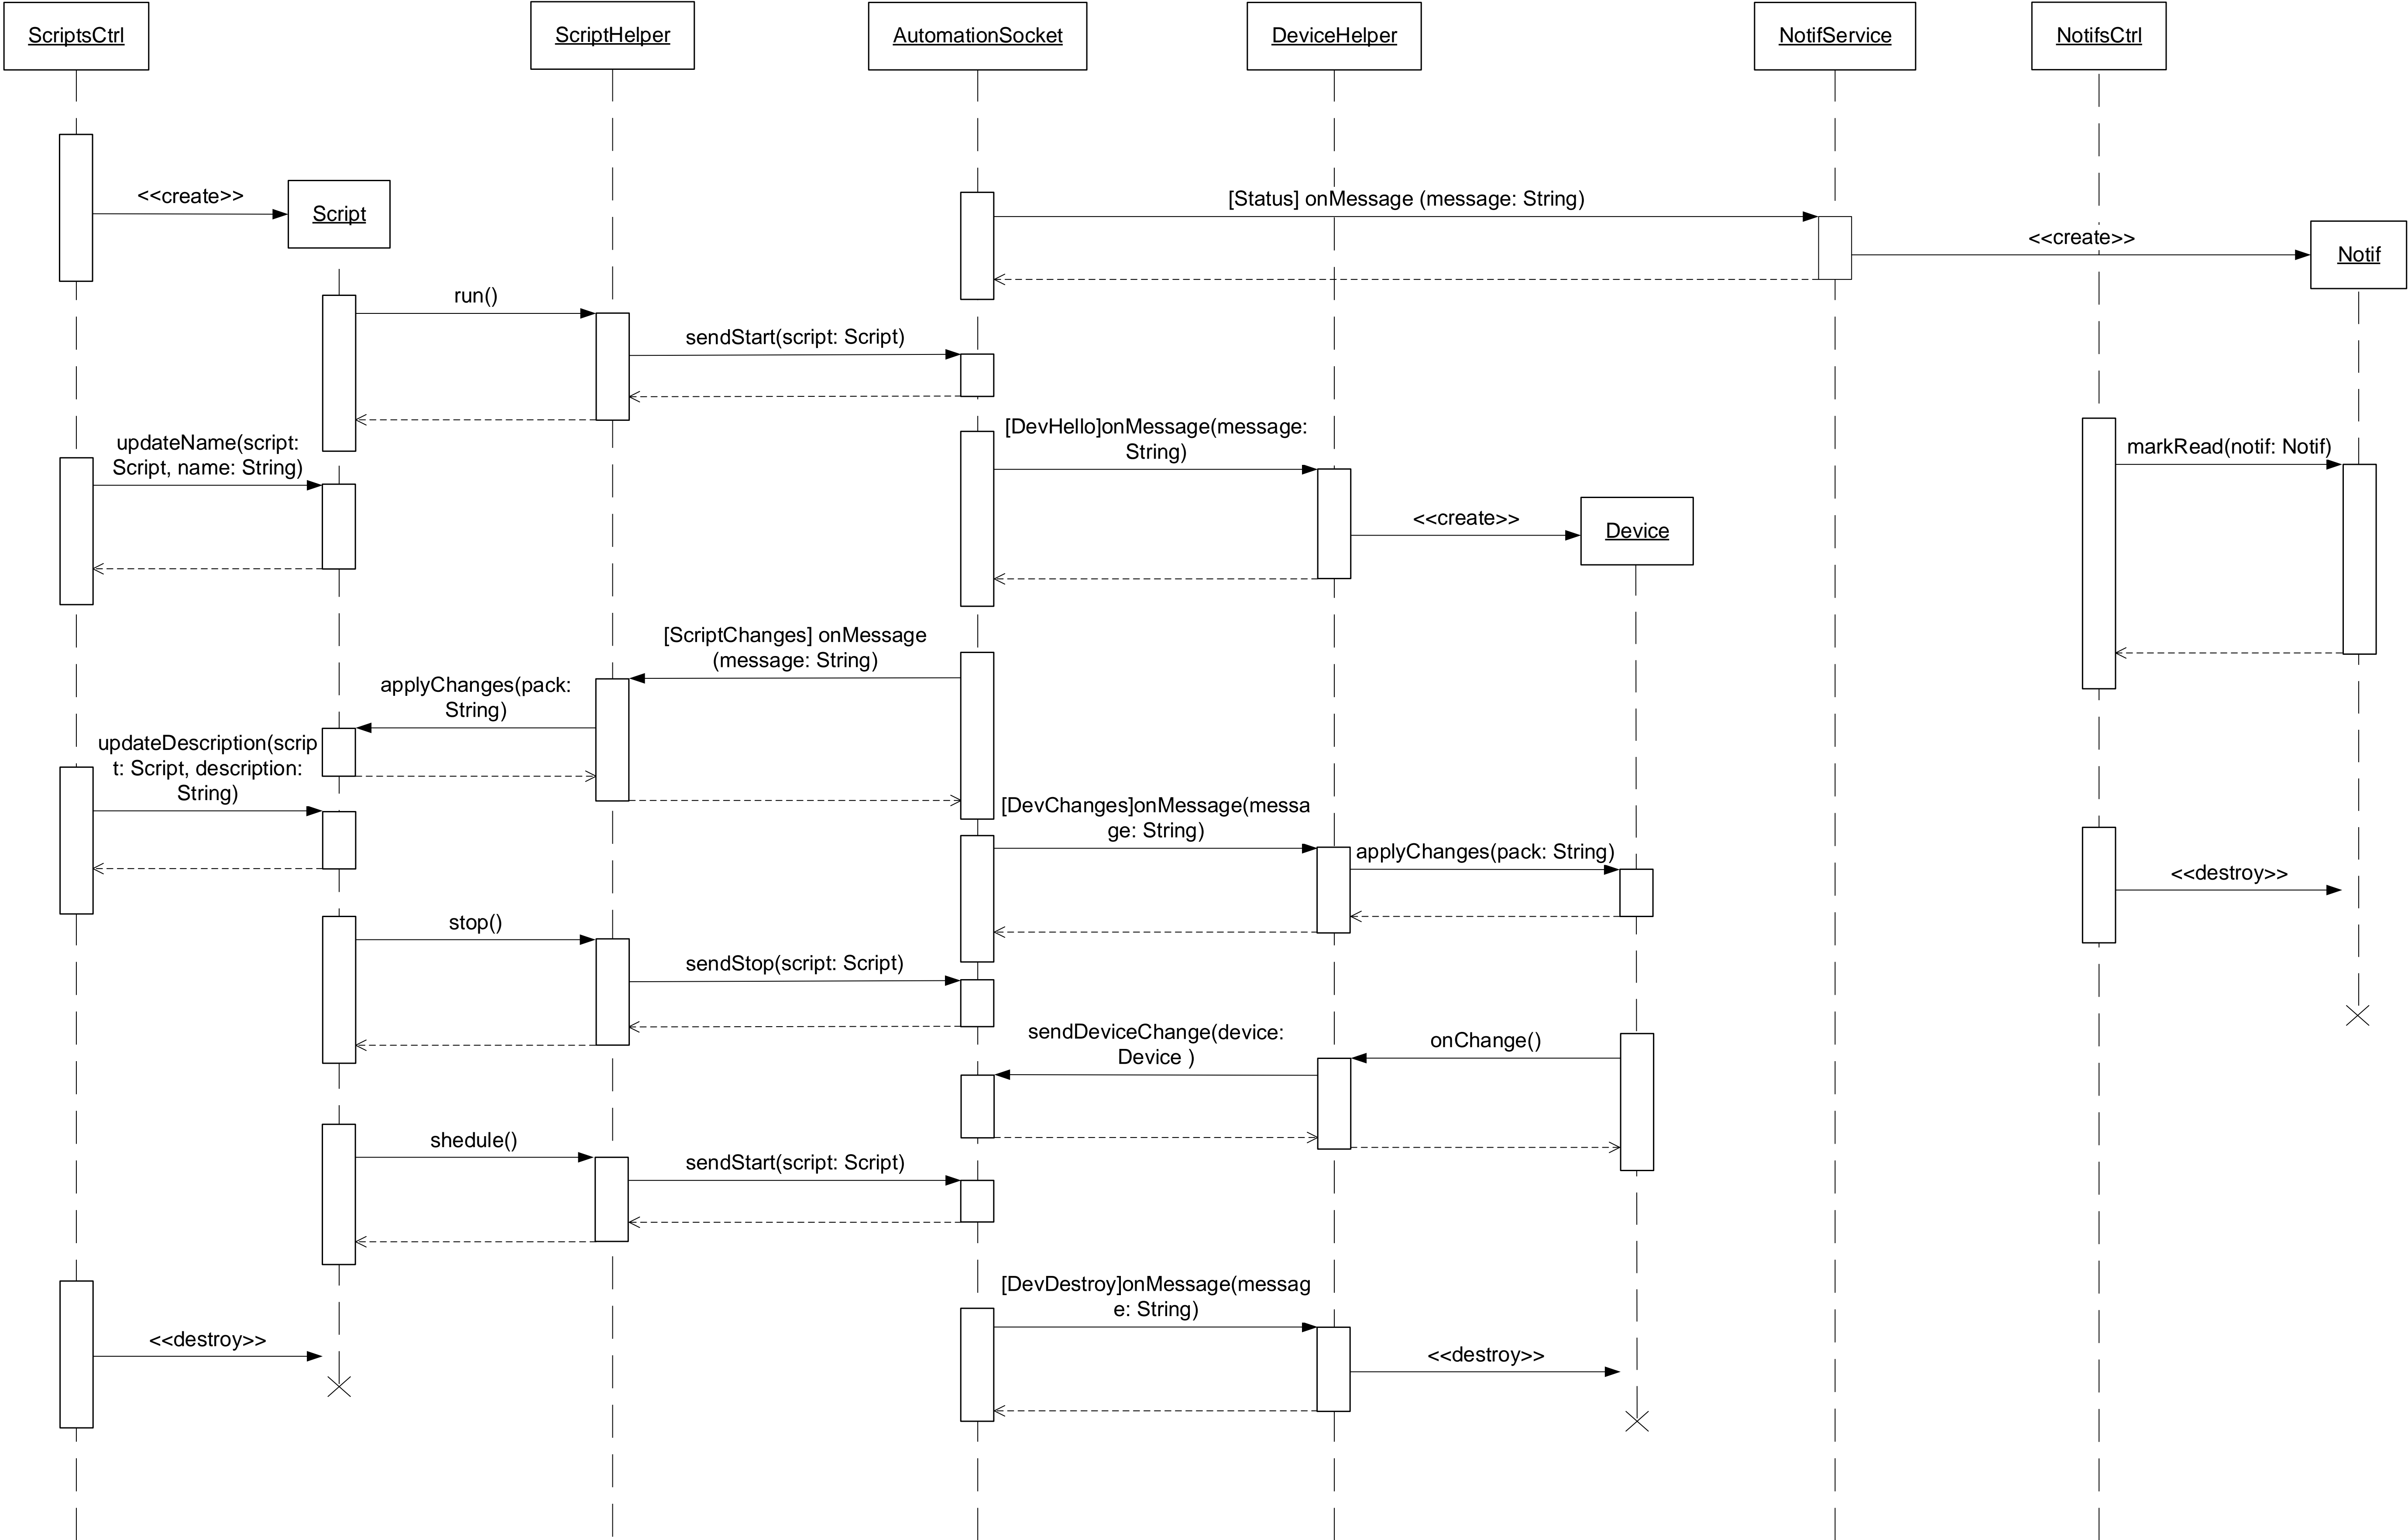 ScriptsCtrl
ScriptHelper
AutomationSocket
DeviceHelper
NotifService
NotifsCtrl
<<create>>
Script
[Status] onMessage (message: String)
<<create>>
Notif
run()
sendStart(script: Script)
updateName(script:
Script, name: String)
[DevHello]onMessage(message:
String)
markRead(notif: Notif)
<<create>>
Device
[ScriptChanges] onMessage
(message: String)
applyChanges(pack:
String)
updateDescription(scrip
t: Script, description:
String)
[DevChanges]onMessage(messa
ge: String)
applyChanges(pack: String)
<<destroy>>
stop()
sendStop(script: Script)
sendDeviceChange(device:
Device )
onChange()
shedule()
sendStart(script: Script)
[DevDestroy]onMessage(messag
e: String)
<<destroy>>
<<destroy>>